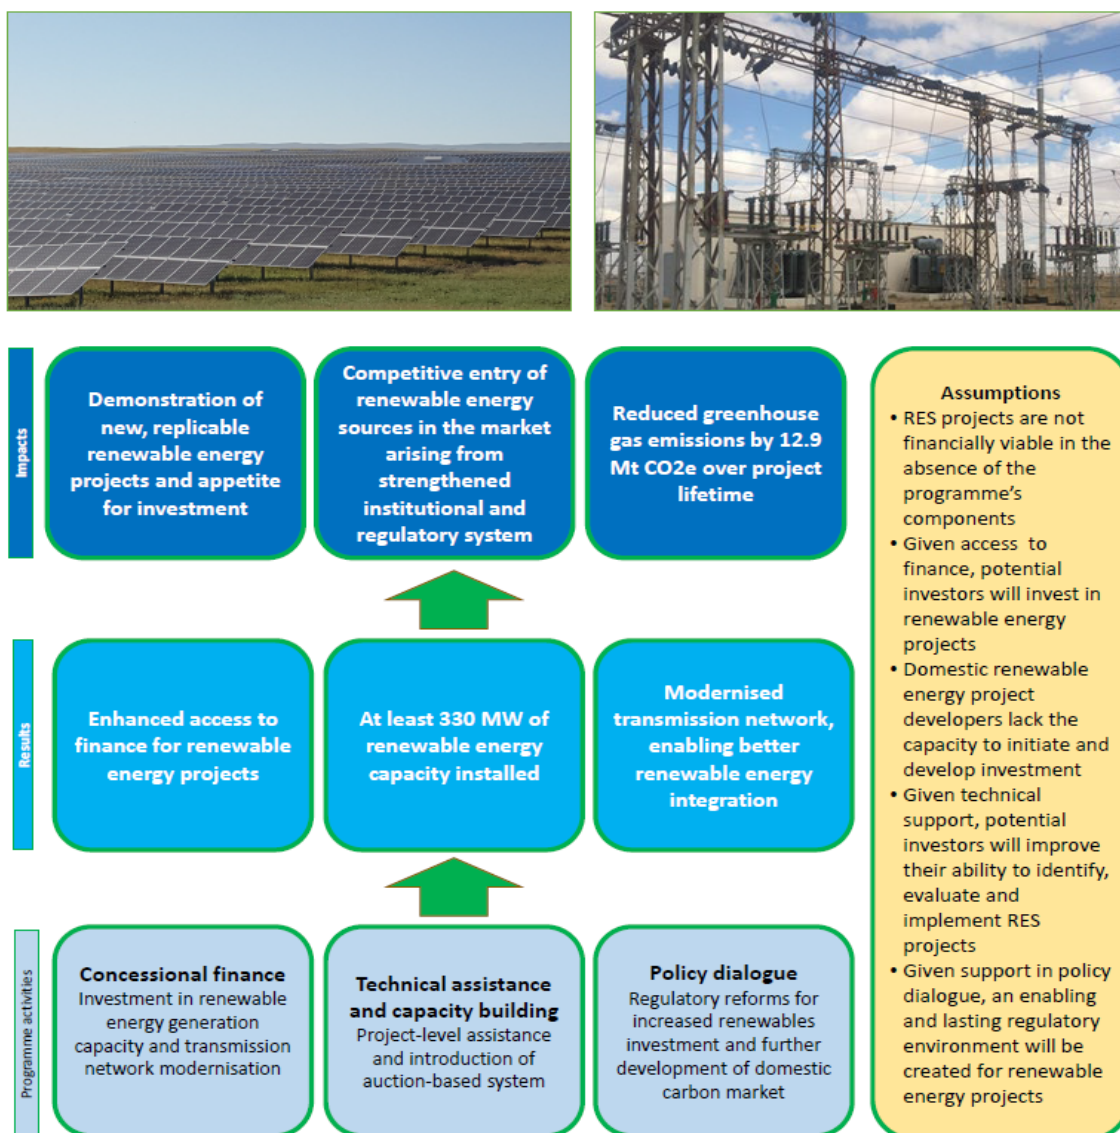 Impacts
Demonstration of
new, replicable
renewable energy
projects and appetite
for investment
Competitive entry of
renewable energy
sources in the market
arising from
strengthened
institutional and
regulatory system
Reduced greenhouse
gas emissions by 12.9
Mt CO2e over project
lifetime
Results
Enhanced access to
finance for renewable
energy projects
At least 330 MW of
renewable energy
capacity installed
Modernised
transmission network,
enabling better
renewable energy
integration
Programme activities
Concessional finance
Investment in renewable
energy generation
capacity and transmission
network modernisation
Technical assistance
and capacity building
Project-level assistance
and introduction of
auction-based system
Policy dialogue
Regulatory reforms for
increased renewables
investment and further
development of domestic
carbon market
Assumptions
• RES projects are not
financially viable in the
absence of the
programme’s
components
• Given access to
finance, potential
investors will invest in
renewable energy
projects
• Domestic renewable
energy project
developers lack the
capacity to initiate and
develop investment
• Given technical
support, potential
investors will improve
their ability to identify,
evaluate and
implement RES
projects
• Given support in policy
dialogue, an enabling
and lasting regulatory
environment will be
created for renewable
energy projects